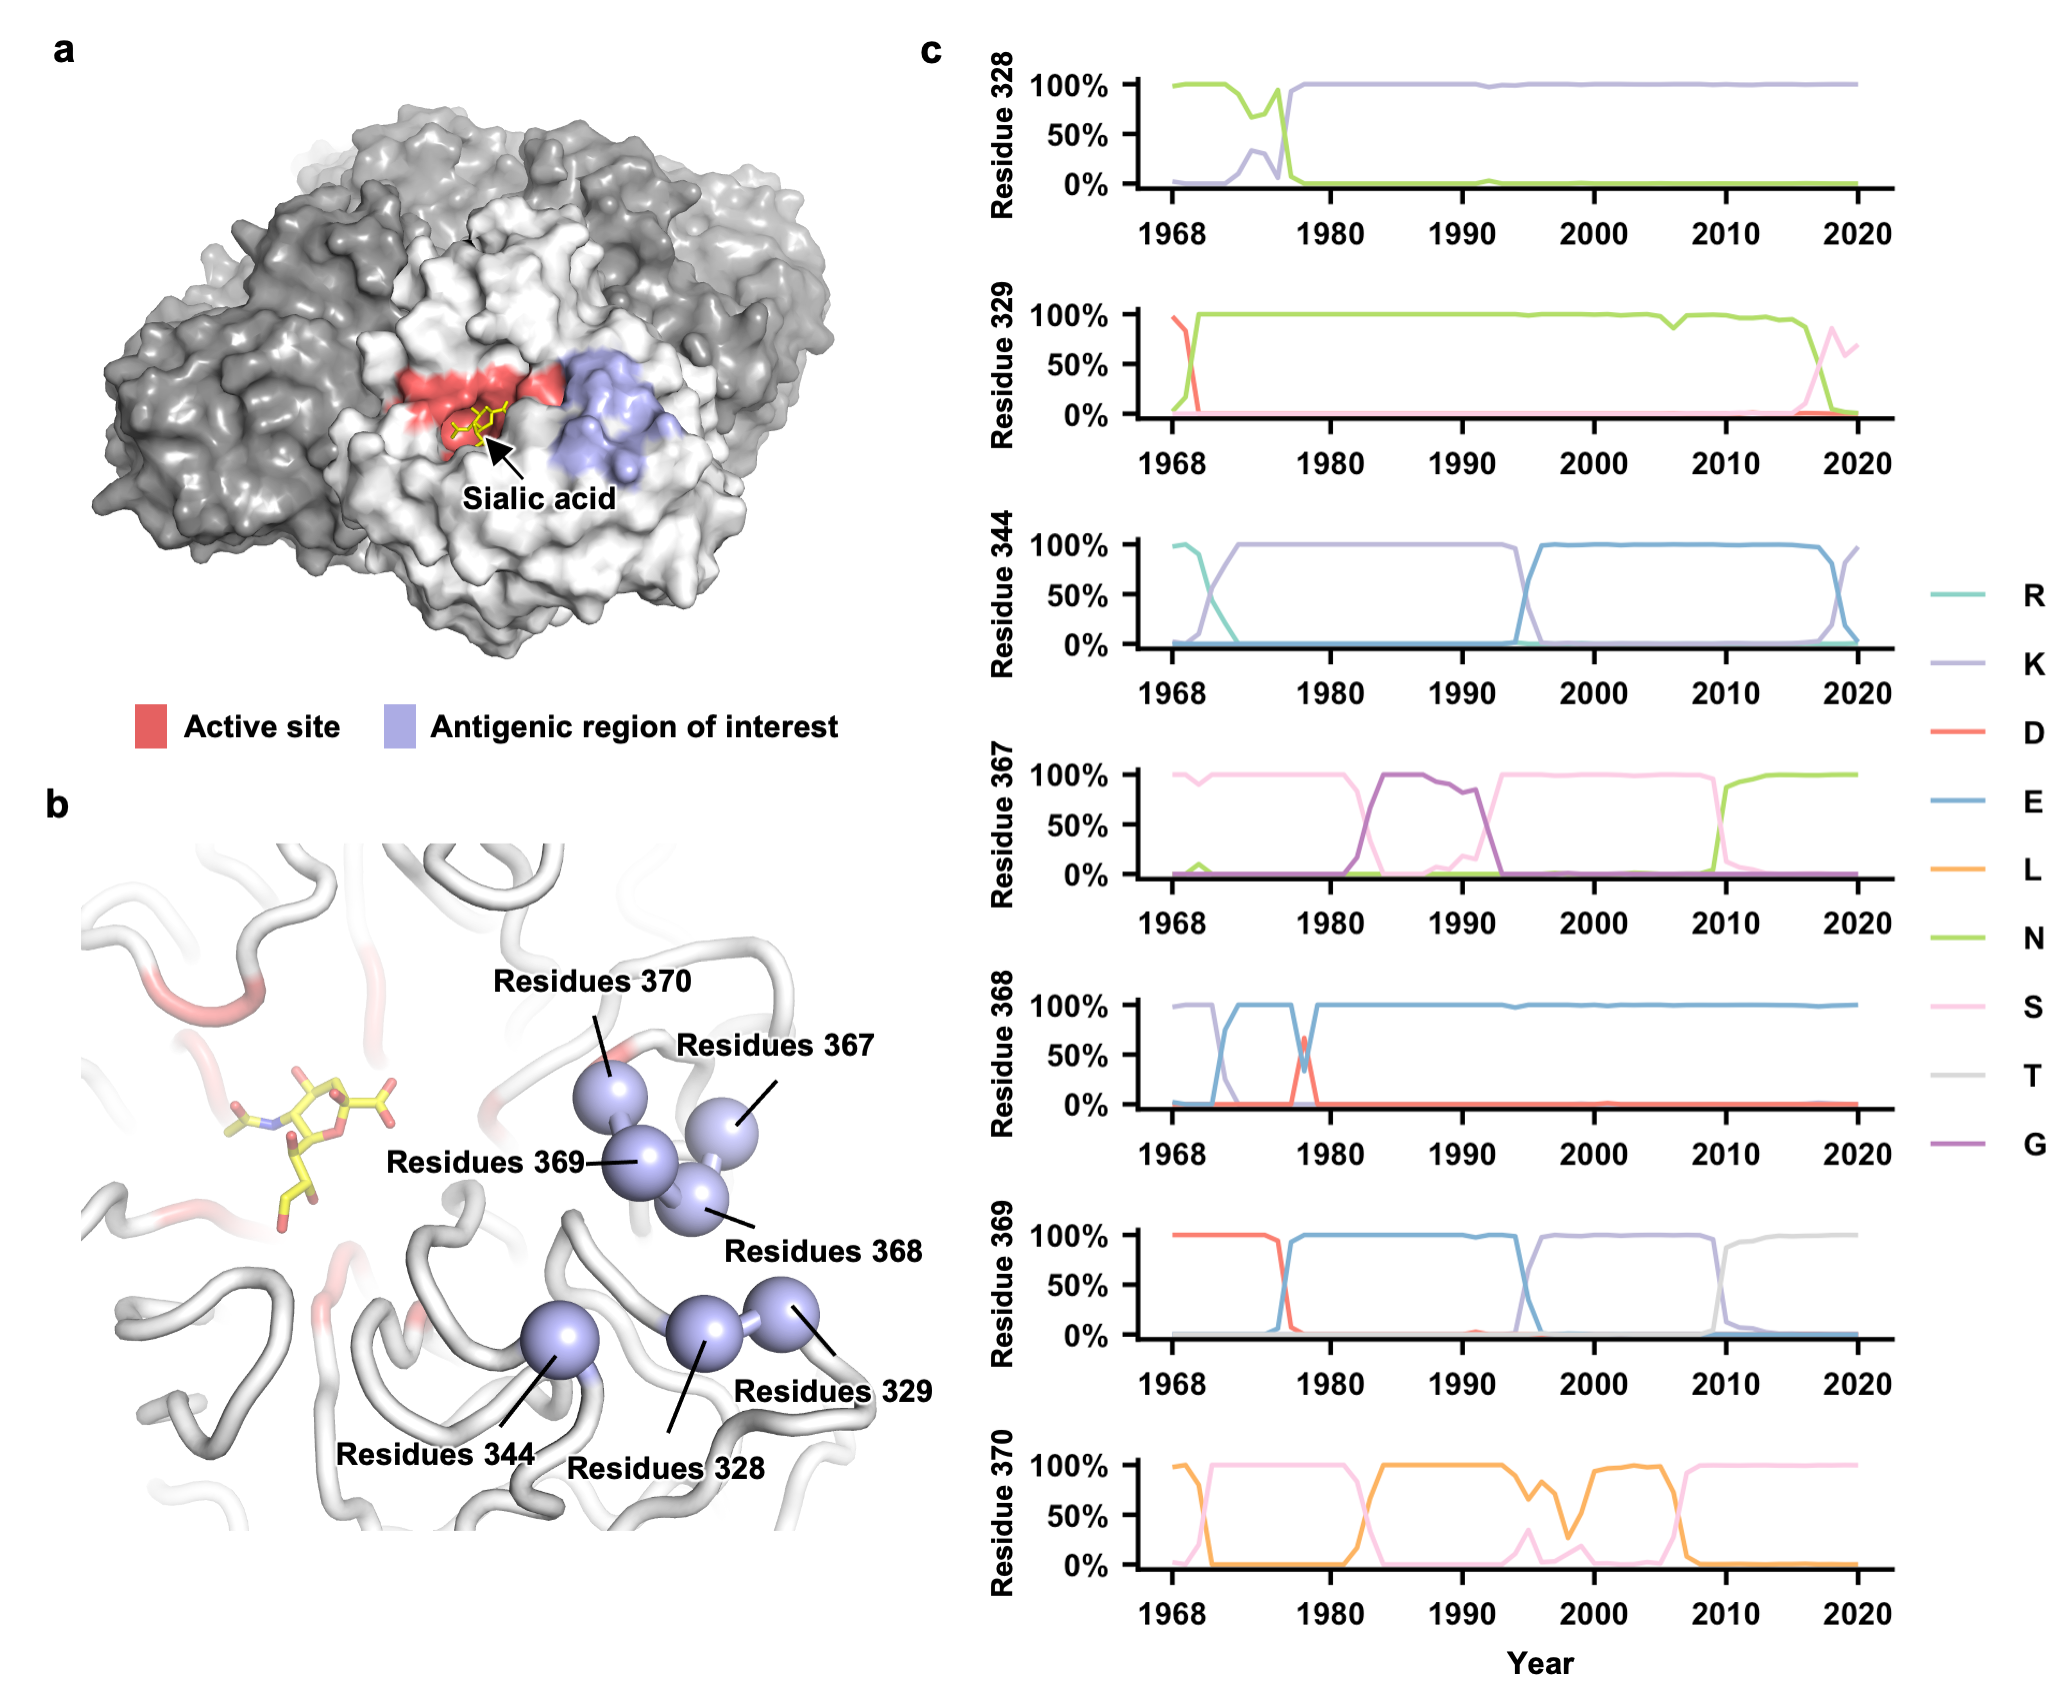 a
Sialic acid
Active site
Antigenic region of interest
b
Residues 370
Residues 367
Residues 369
Residues 368
Residues 329
Residues 344
Residues 328
c
Residue 328
100%
50%
0%
1968 1980 1990 2000 2010 2020
Residue 329
100%
50%
0%
1968 1980 1990 2000 2010 2020
Residue 344
100%
50%
0%
1968 1980 1990 2000 2010 2020
Residue 367
100%
50%
0%
1968 1980 1990 2000 2010 2020
Residue 368
100%
50%
0%
1968 1980 1990 2000 2010 2020
Residue 369
100%
50%
0%
1968 1980 1990 2000 2010 2020
Residue 370
100%
50%
0%
1968 1980 1990 2000 2010 2020
Year
R
K
D
E
L
N
S
T
G